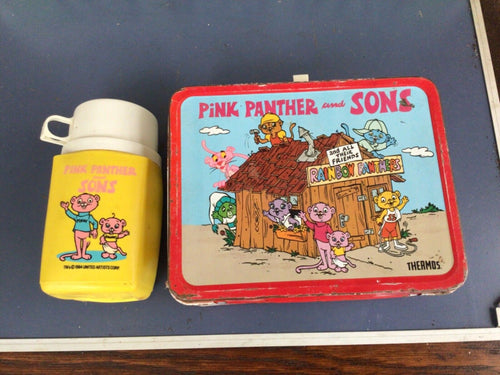 PINK PANTHER and SONS
and ALL
THEIR
FRIENDS
RAINBOW PANTHERS
THERMOS
PINK PANTHER
and
SONS
TM & © 1984 UNITED ARTISTS CORP.